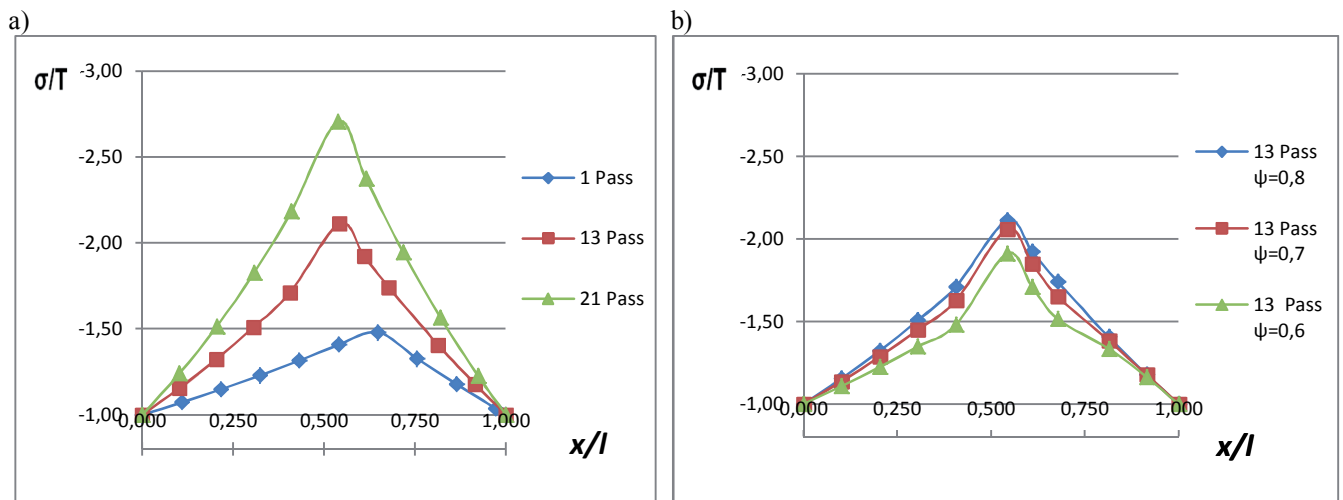 a)
σ/T
-3,00
-2,50
-2,00
-1,50
-1,00
0,000
0,250
0,500
0,750
1,000
x/l
1 Pass
13 Pass
21 Pass
b)
σ/T
-3,00
-2,50
-2,00
-1,50
-1,00
0,000
0,250
0,500
0,750
1,000
x/l
13 Pass
ψ=0,8
13 Pass
ψ=0,7
13 Pass
ψ=0,6